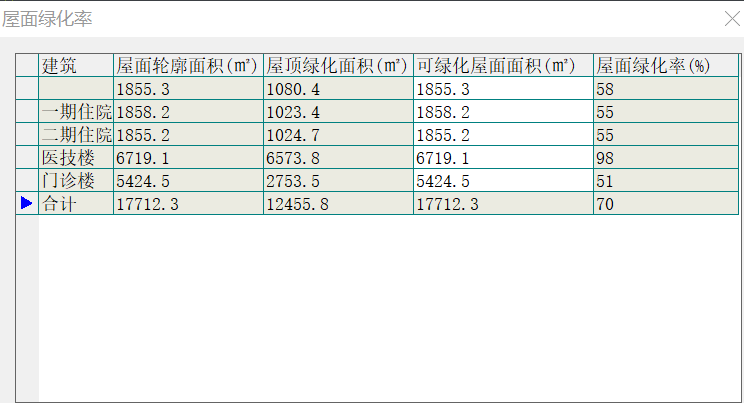 屋面绿化率
建筑 屋面轮廓面积(㎡) 屋顶绿化面积(㎡) 可绿化屋面面积(㎡) 屋面绿化率(%)
1855.3 1080.4 1855.3 58
一期住院 1858.2 1023.4 1858.2 55
二期住院 1855.2 1024.7 1855.2 55
医技楼 6719.1 6573.8 6719.1 98
门诊楼 5424.5 2753.5 5424.5 51
合计 17712.3 12455.8 17712.3 70